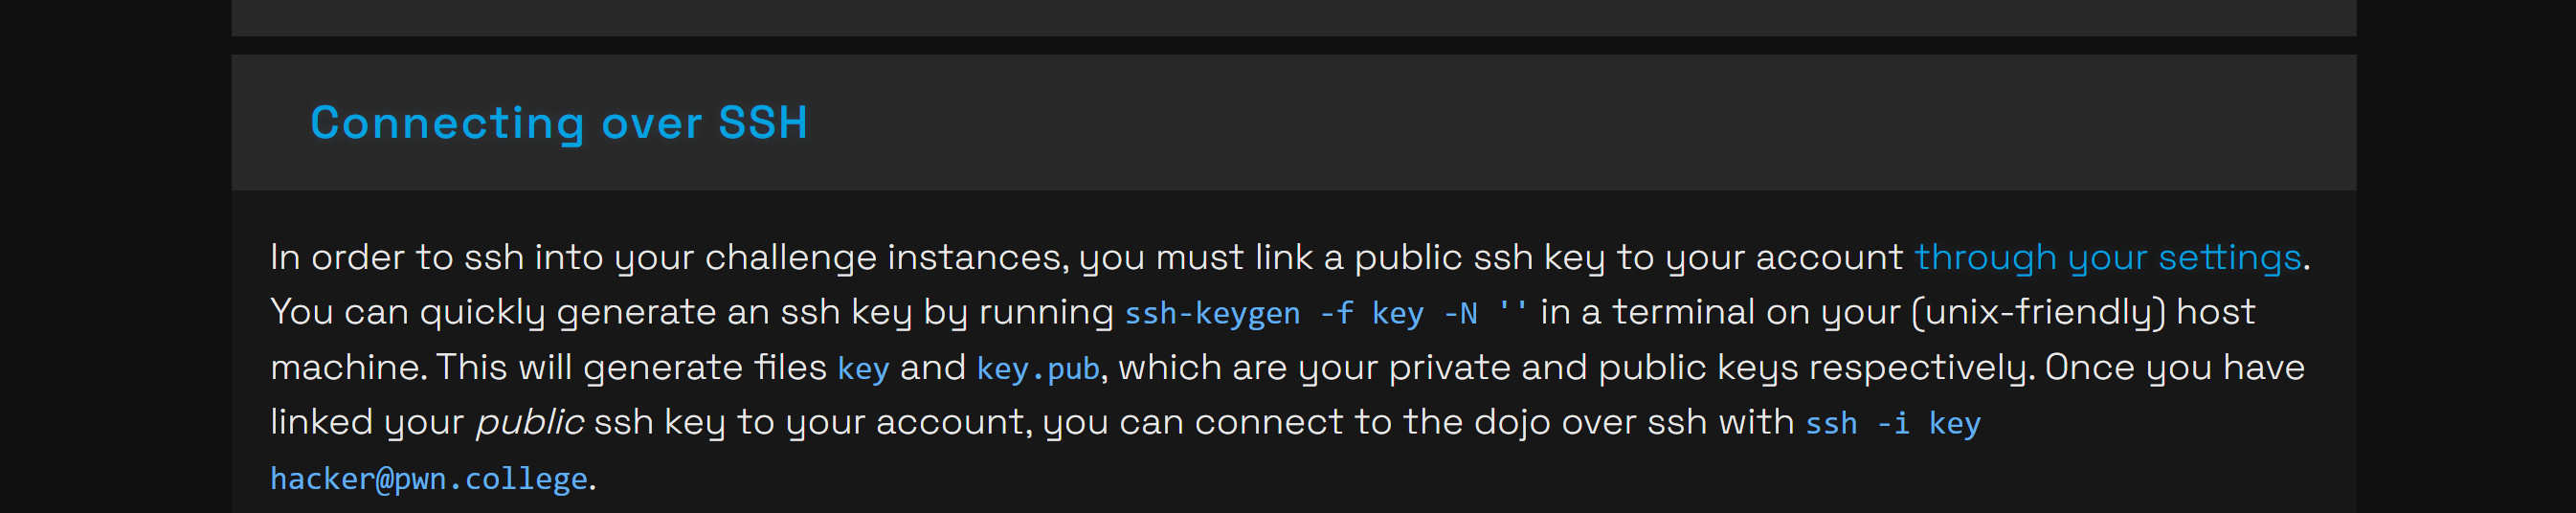 Connecting over SSH
In order to ssh into your challenge instances, you must link a public ssh key to your account through your settings.
You can quickly generate an ssh key by running ssh-keygen -f key -N '' in a terminal on your (unix-friendly) host
machine. This will generate files key and key.pub, which are your private and public keys respectively. Once you have
linked your public ssh key to your account, you can connect to the dojo over ssh with ssh -i key
hacker@pwn.college.